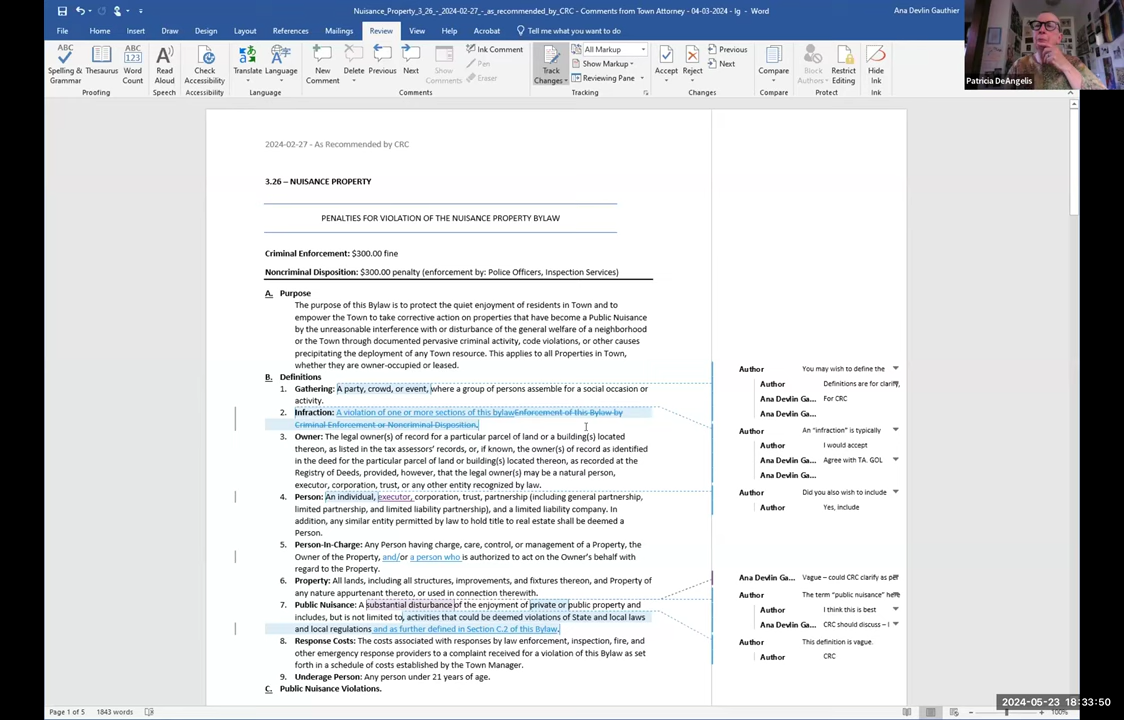 Nuisance_Property_3_26_-_2024-02-27_-_as_recommended_by_CRC - Comments from Town Attorney - 04-03-2024 - lg - Word
Ana Devlin Gauthier
File Home Insert Draw Design Layout References Mailings Review View Help Acrobat Tell me what you want to do
Spelling & Grammar
Thesaurus
Word Count
Read Aloud
Check Accessibility
Translate
Language
New Comment
Delete
Previous
Next
Show Comments
Ink Comment
Pen
Eraser
Track Changes
All Markup
Show Markup
Reviewing Pane
Accept
Reject
Previous
Next
Compare
Block Authors
Restrict Editing
Hide Ink
Proofing Speech Accessibility Language Comments Tracking Changes Compare Protect Ink
Patricia DeAngelis
2024-02-27 - As Recommended by CRC
3.26 – NUISANCE PROPERTY
PENALTIES FOR VIOLATION OF THE NUISANCE PROPERTY BYLAW
Criminal Enforcement: $300.00 fine
Noncriminal Disposition: $300.00 penalty (enforcement by: Police Officers, Inspection Services)
A. Purpose
The purpose of this Bylaw is to protect the quiet enjoyment of residents in Town and to
empower the Town to take corrective action on properties that have become a Public Nuisance
by the unreasonable interference with or disturbance of the general welfare of a neighborhood
or the Town through documented pervasive criminal activity, code violations, or other causes
precipitating the deployment of any Town resource. This applies to all Properties in Town,
whether they are owner-occupied or leased.
B. Definitions
1. Gathering: A party, crowd, or event, where a group of persons assemble for a social occasion or
activity.
2. Infraction: A violation of one or more sections of this bylawEnforcement of this Bylaw by
Criminal Enforcement or Noncriminal Disposition.
3. Owner: The legal owner(s) of record for a particular parcel of land or a building(s) located
thereon, as listed in the tax assessors’ records, or, if known, the owner(s) of record as identified
in the deed for the particular parcel of land or building(s) located thereon, as recorded at the
Registry of Deeds, provided, however, that the legal owner(s) may be a natural person,
executor, corporation, trust, or any other entity recognized by law.
4. Person: An individual, executor, corporation, trust, partnership (including general partnership,
limited partnership, and limited liability partnership), and a limited liability company. In
addition, any similar entity permitted by law to hold title to real estate shall be deemed a
Person.
5. Person-In-Charge: Any Person having charge, care, control, or management of a Property, the
Owner of the Property, and/or a person who is authorized to act on the Owner’s behalf with
regard to the Property.
6. Property: All lands, including all structures, improvements, and fixtures thereon, and Property of
any nature appurtenant thereto, or used in connection therewith.
7. Public Nuisance: A substantial disturbance of the enjoyment of private or public property and
includes, but is not limited to, activities that could be deemed violations of State and local laws
and local regulations and as further defined in Section C.2 of this Bylaw.
8. Response Costs: The costs associated with responses by law enforcement, inspection, fire, and
other emergency response providers to a complaint received for a violation of this Bylaw as set
forth in a schedule of costs established by the Town Manager.
9. Underage Person: Any person under 21 years of age.
C. Public Nuisance Violations.
Author You may wish to define the
Author Definitions are for clarity,
Author For CRC
Ana Devlin Ga...
Author An “infraction” is typically
Author I would accept
Author Agree with TA. GOL
Ana Devlin Ga...
Author Did you also wish to include
Author Yes, include
Ana Devlin Ga... Vague – could CRC clarify as per
Author The term “public nuisance” here
Author I think this is best
Ana Devlin Ga... CRC should discuss – I
Author This definition is vague.
Author CRC
Page 1 of 5 1843 words
100%
2024-05-23 18:33:50